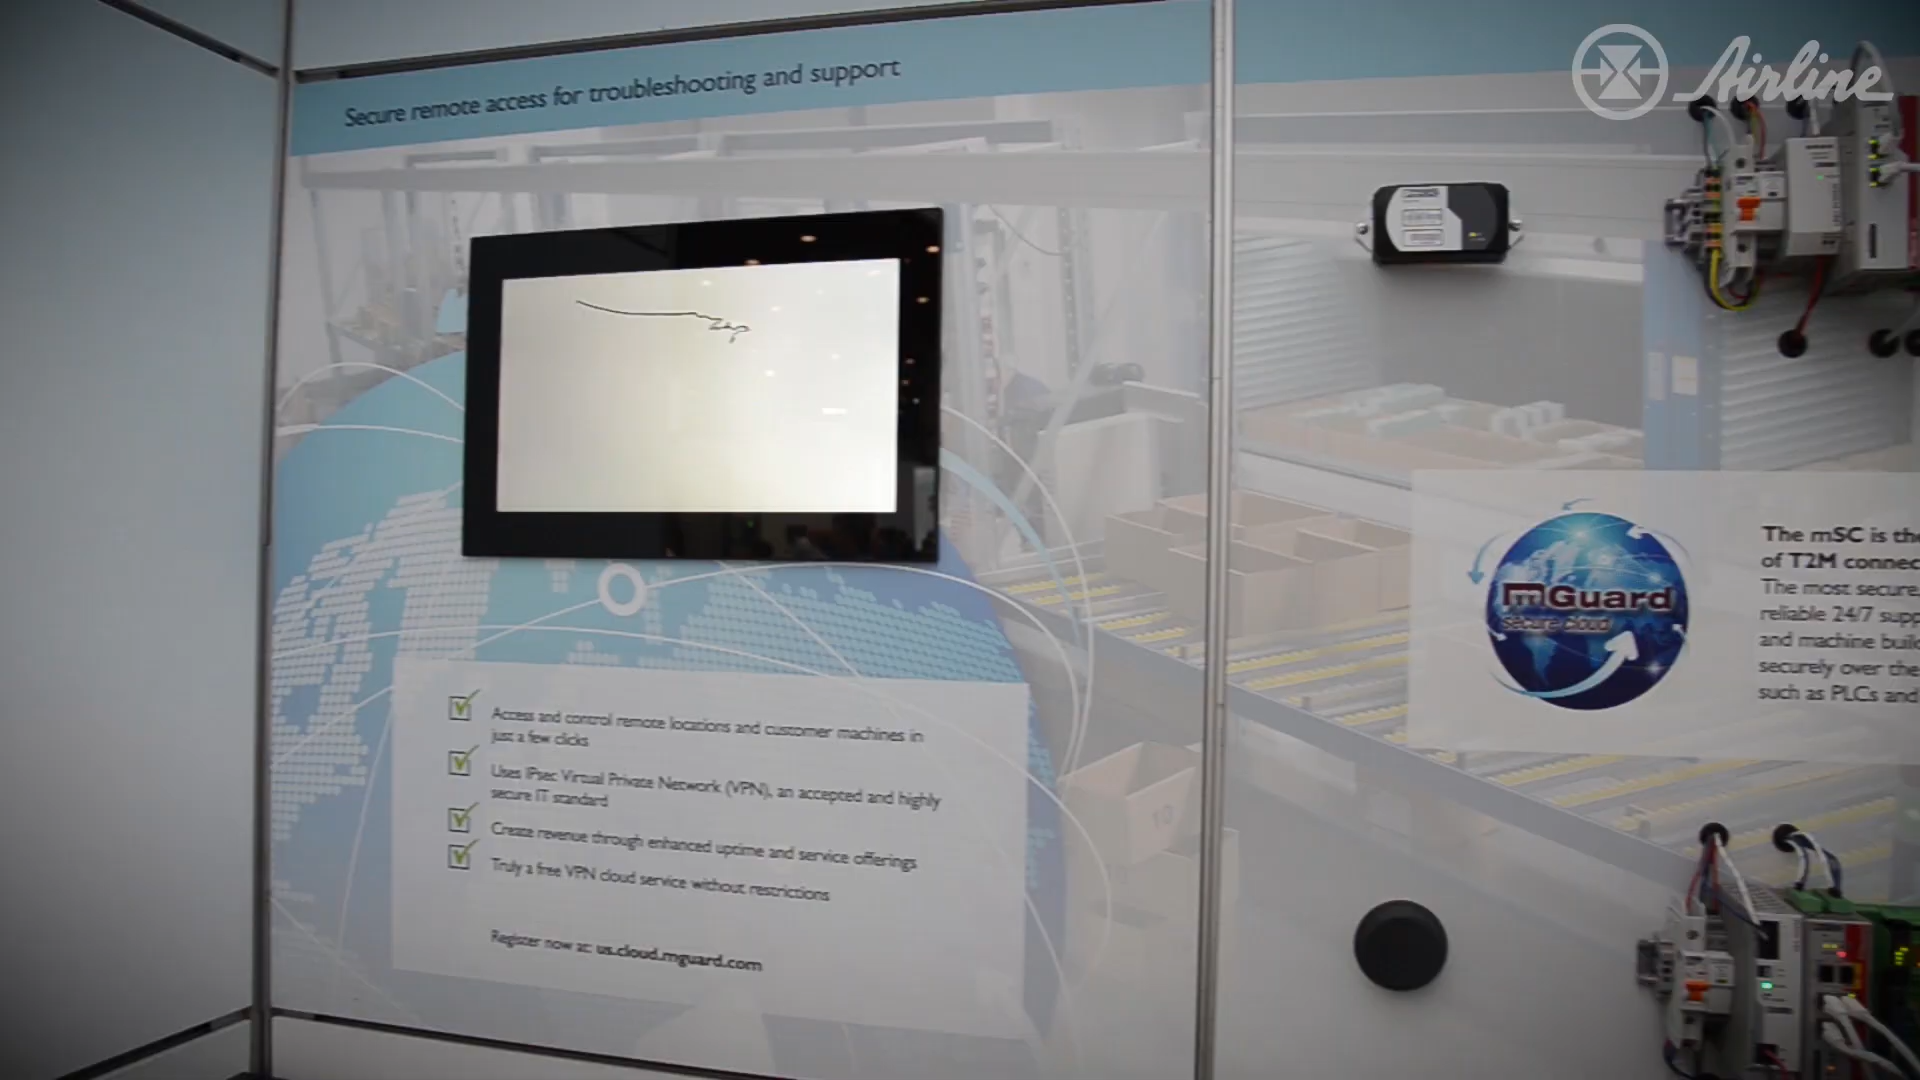 Airline
Secure remote access for troubleshooting and support
Access and control remote locations and customer machines in
just a few clicks
Uses IPsec Virtual Private Network (VPN), an accepted and highly
secure IT standard
Create revenue through enhanced uptime and service offerings
Truly a free VPN cloud service without restrictions
Register now at: us.cloud.mguard.com
mGuard
secure cloud
The mSC is the
of T2M connec
The most secure,
reliable 24/7 supp
and machine build
securely over the
such as PLCs and